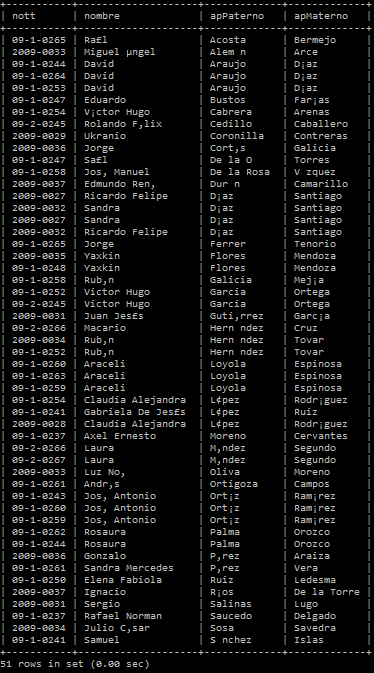 +-----------+--------------------+------------+-------------+
| nott | nombre | apPaterno | apMaterno |
+-----------+--------------------+------------+-------------+
| 09-1-0265 | Ra£l | Acosta | Bermejo |
| 2009-0033 | Miguel µngel | Alem n | Arce |
| 09-1-0244 | David | Araujo | D¡az |
| 09-1-0264 | David | Araujo | D¡az |
| 09-1-0253 | David | Araujo | D¡az |
| 09-1-0247 | Eduardo | Bustos | Far¡as |
| 09-1-0254 | V¡ctor Hugo | Cabrera | Arenas |
| 09-2-0245 | Rolando F‚lix | Cedillo | Caballero |
| 2009-0029 | Ukranio | Coronilla | Contreras |
| 2009-0036 | Jorge | Cort‚s | Galicia |
| 09-1-0247 | Sa£l | De la O | Torres |
| 09-1-0258 | Jos‚ Manuel | De la Rosa | V zquez |
| 2009-0037 | Edmundo Ren‚ | Dur n | Camarillo |
| 2009-0027 | Ricardo Felipe | D¡az | Santiago |
| 2009-0032 | Sandra | D¡az | Santiago |
| 2009-0027 | Sandra | D¡az | Santiago |
| 2009-0032 | Ricardo Felipe | D¡az | Santiago |
| 09-1-0265 | Jorge | Ferrer | Tenorio |
| 2009-0035 | Yaxkin | Flores | Mendoza |
| 09-1-0248 | Yaxkin | Flores | Mendoza |
| 09-1-0258 | Rub‚n | Galicia | Mej¡a |
| 09-1-0252 | Victor Hugo | Garcia | Ortega |
| 09-2-0245 | Victor Hugo | Garcia | Ortega |
| 2009-0031 | Juan Jes£s | Guti‚rrez | Garc¡a |
| 09-2-0266 | Macario | Hern ndez | Cruz |
| 2009-0034 | Rub‚n | Hern ndez | Tovar |
| 09-1-0252 | Rub‚n | Hern ndez | Tovar |
| 09-1-0260 | Araceli | Loyola | Espinosa |
| 09-1-0263 | Araceli | Loyola | Espinosa |
| 09-1-0259 | Araceli | Loyola | Espinosa |
| 09-1-0254 | Claudia Alejandra | L¢pez | Rodr¡guez |
| 09-1-0241 | Gabriela De Jes£s | L¢pez | Ruiz |
| 2009-0028 | Claudia Alejandra | L¢pez | Rodr¡guez |
| 09-1-0237 | Axel Ernesto | Moreno | Cervantes |
| 09-2-0266 | Laura | M‚ndez | Segundo |
| 09-2-0267 | Laura | M‚ndez | Segundo |
| 2009-0033 | Luz No‚ | Oliva | Moreno |
| 09-1-0261 | Andr‚s | Ortigoza | Campos |
| 09-1-0243 | Jos‚ Antonio | Ort¡z | Ram¡rez |
| 09-1-0260 | Jos‚ Antonio | Ort¡z | Ram¡rez |
| 09-1-0259 | Jos‚ Antonio | Ort¡z | Ram¡rez |
| 09-1-0262 | Rosaura | Palma | Orozco |
| 09-1-0244 | Rosaura | Palma | Orozco |
| 2009-0036 | Gonzalo | P‚rez | Araiza |
| 09-1-0261 | Sandra Mercedes | P‚rez | Vera |
| 09-1-0250 | Elena Fabiola | Ruiz | Ledesma |
| 2009-0037 | Ignacio | R¡os | De la Torre |
| 2009-0031 | Sergio | Salinas | Lugo |
| 09-1-0237 | Rafael Norman | Saucedo | Delgado |
| 2009-0034 | Julio C‚sar | Sosa | Savedra |
| 09-1-0241 | Samuel | S nchez | Islas |
+-----------+--------------------+------------+-------------+
51 rows in set (0.00 sec)